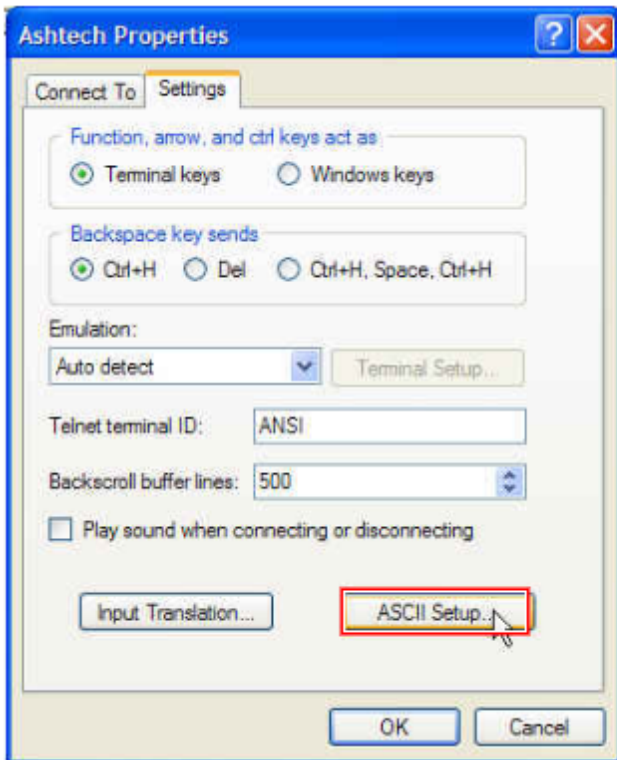 Ashtech Properties
Connect To Settings
Function, arrow, and ctrl keys act as
Terminal keys Windows keys
Backspace key sends
Ctrl+H Del Ctrl+H, Space, Ctrl+H
Emulation:
Auto detect Terminal Setup...
Telnet terminal ID: ANSI
Backscroll buffer lines: 500
Play sound when connecting or disconnecting
Input Translation... ASCII Setup...
OK Cancel